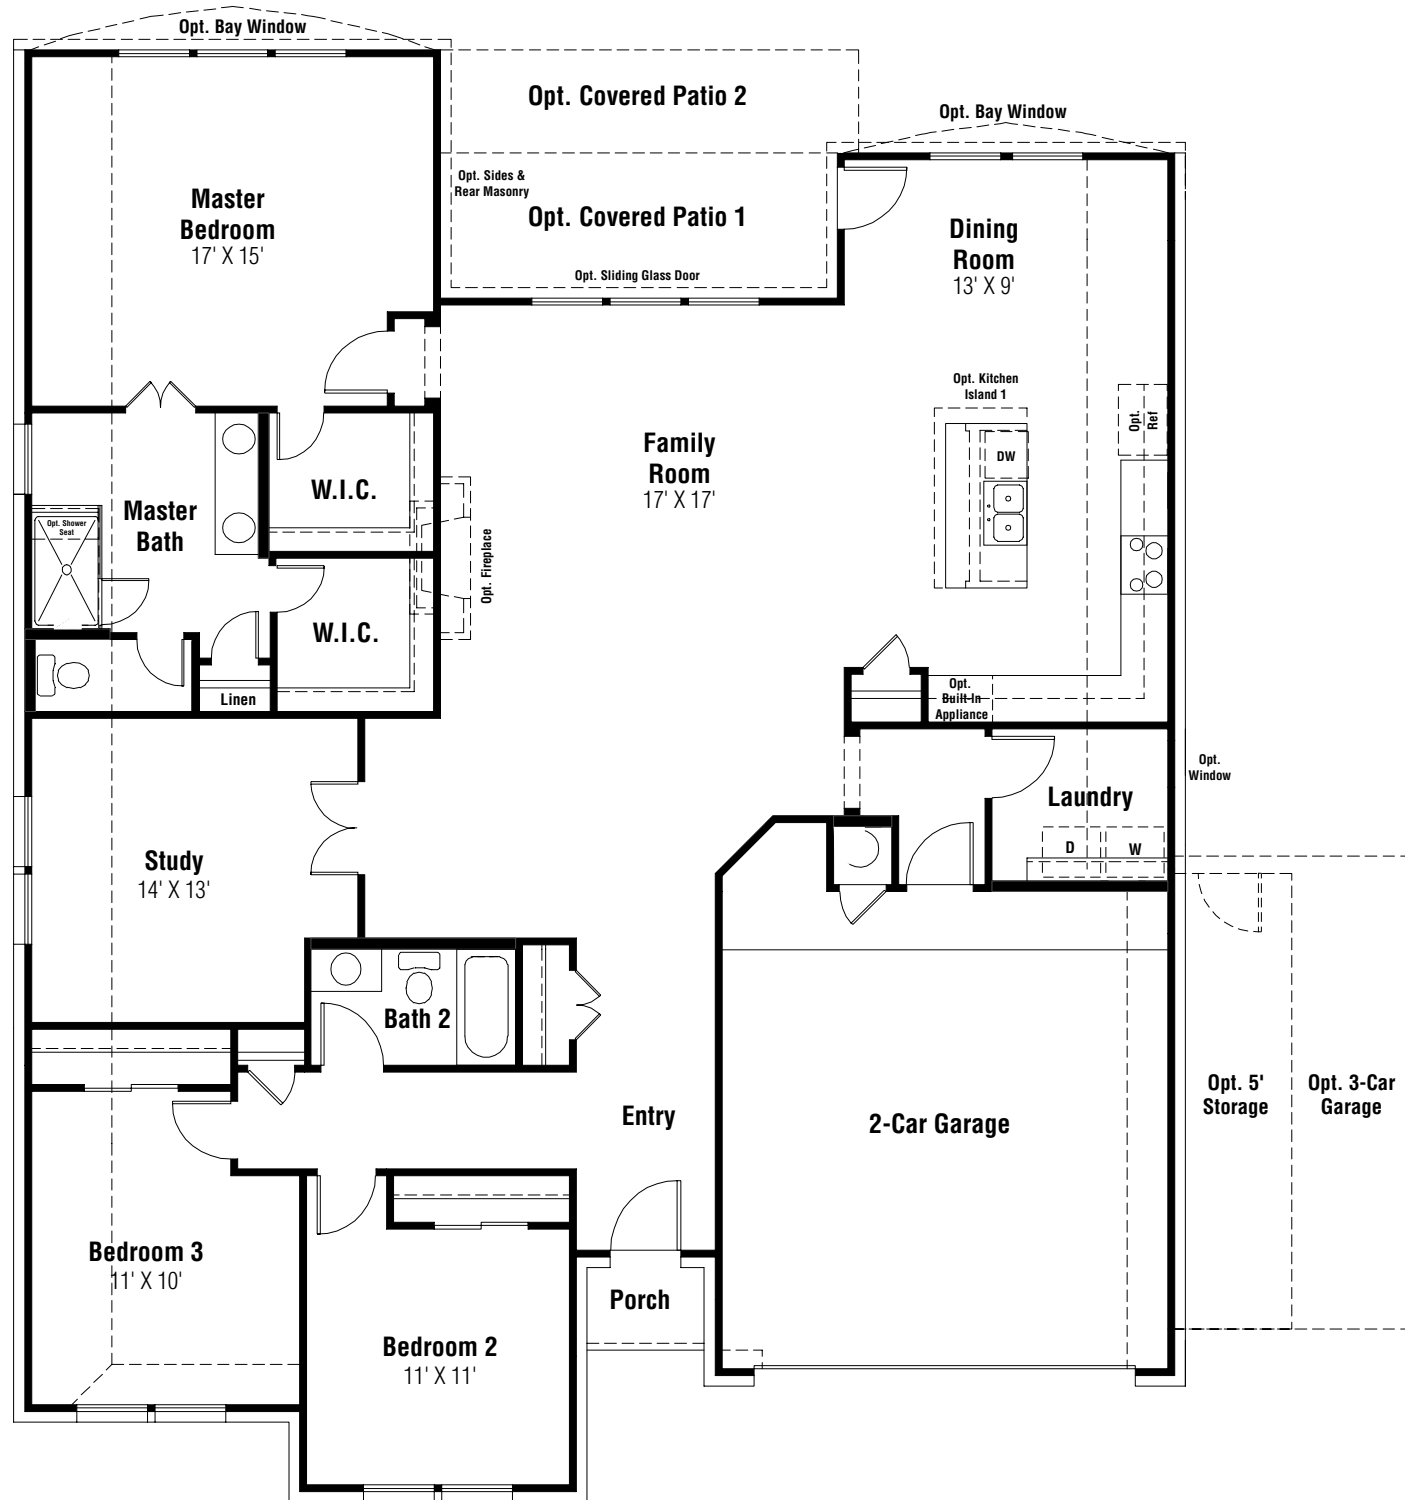 Opt. Bay Window
Opt. Covered Patio 2
Opt. Bay Window
Opt. Sides &
Rear Masonry
Opt. Covered Patio 1
Opt. Sliding Glass Door
Master
Bedroom
17' X 15'
Dining
Room
13' X 9'
Opt. Kitchen
Island 1
Opt.
Ref
DW
Family
Room
17' X 17'
W.I.C.
Master
Bath
Opt. Shower
Seat
Opt. Fireplace
W.I.C.
Linen
Opt.
Built-In
Appliance
Opt.
Window
Laundry
D
W
Study
14' X 13'
Bath 2
Entry
2-Car Garage
Opt. 5'
Storage
Opt. 3-Car
Garage
Bedroom 3
11' X 10'
Porch
Bedroom 2
11' X 11'